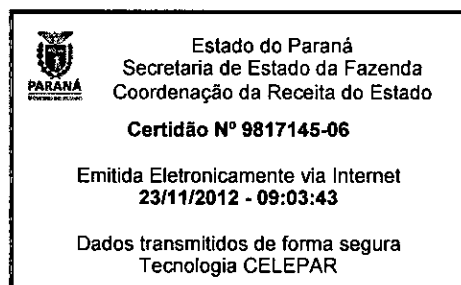 Estado do Paraná
Secretaria de Estado da Fazenda
PARANÁ
Coordenação da Receita do Estado
Certidão Nº 9817145-06
Emitida Eletronicamente via Internet
23/11/2012 - 09:03:43
Dados transmitidos de forma segura
Tecnologia CELEPAR